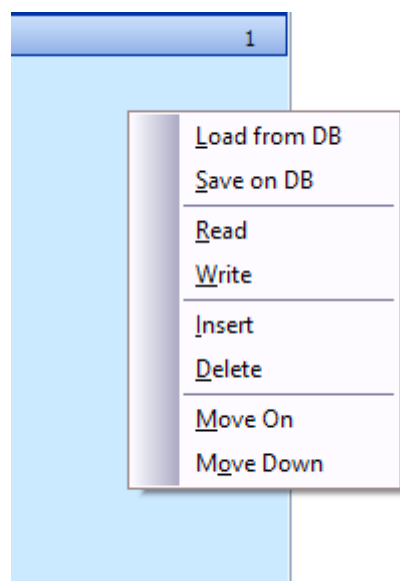 1
Load from DB
Save on DB
Read
Write
Insert
Delete
Move On
Move Down